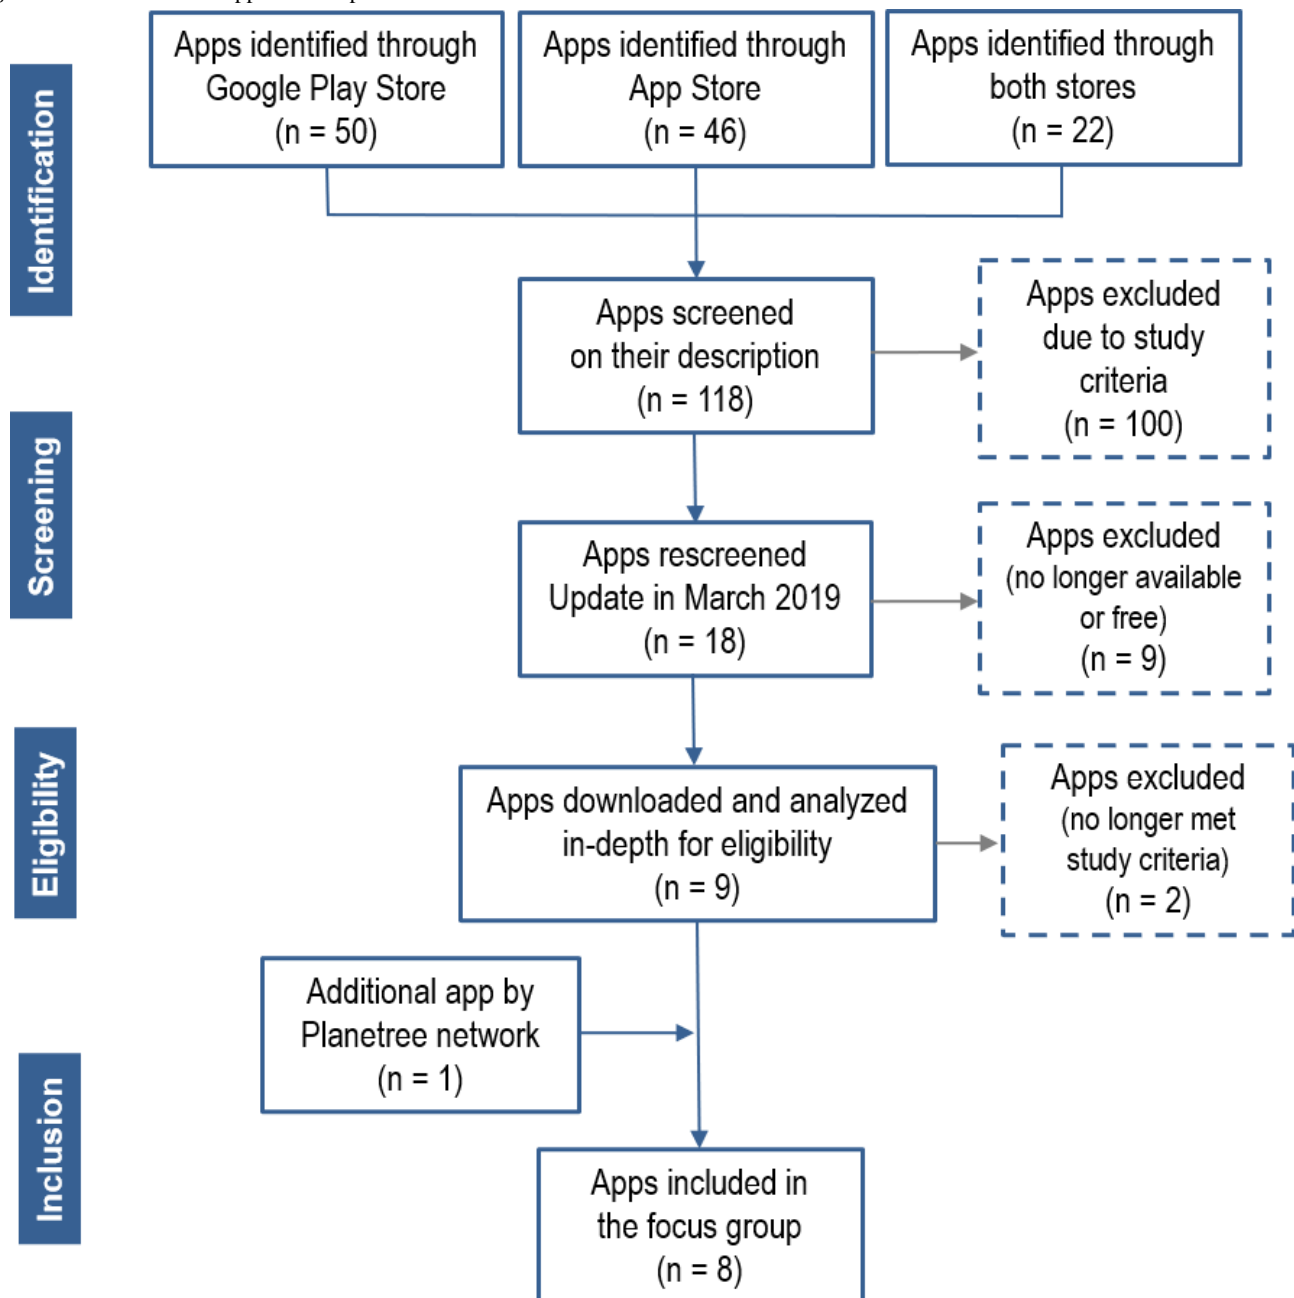 Apps identified through
Google Play Store
(n = 50)
Apps identified through
App Store
(n = 46)
Apps identified through
both stores
(n = 22)
Identification
Apps screened
on their description
(n = 118)
Apps excluded
due to study
criteria
(n = 100)
Screening
Apps rescreened
Update in March 2019
(n = 18)
Apps excluded
(no longer available
or free)
(n = 9)
Eligibility
Apps downloaded and analyzed
in-depth for eligibility
(n = 9)
Apps excluded
(no longer met
study criteria)
(n = 2)
Additional app by
Planetree network
(n = 1)
Inclusion
Apps included in
the focus group
(n = 8)